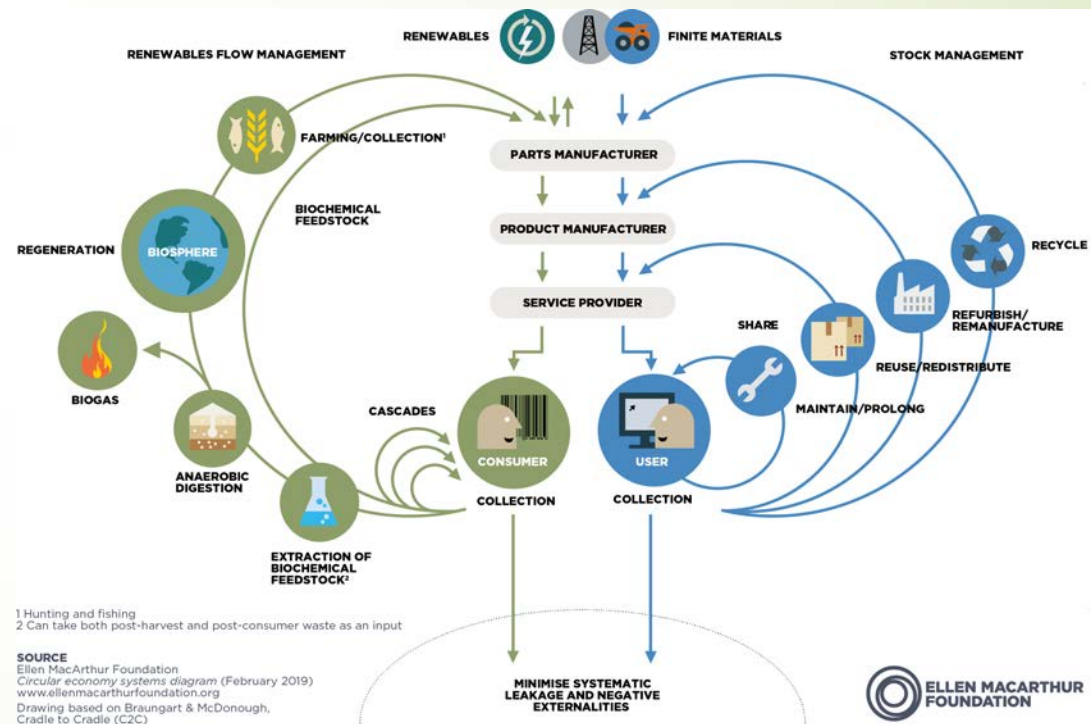 RENEWABLES
FINITE MATERIALS
RENEWABLES FLOW MANAGEMENT
STOCK MANAGEMENT
FARMING/COLLECTION¹
PARTS MANUFACTURER
BIOCHEMICAL
FEEDSTOCK
PRODUCT MANUFACTURER
REGENERATION
BIOSPHERE
RECYCLE
SERVICE PROVIDER
SHARE
REFURBISH/
REMANUFACTURE
REUSE/REDISTRIBUTE
BIOGAS
MAINTAIN/PROLONG
CASCADES
CONSUMER
USER
ANAEROBIC
DIGESTION
COLLECTION
COLLECTION
EXTRACTION OF
BIOCHEMICAL
FEEDSTOCK²
1 Hunting and fishing
2 Can take both post-harvest and post-consumer waste as an input
SOURCE
Ellen MacArthur Foundation
Circular economy systems diagram (February 2019)
www.ellenmacarthurfoundation.org
Drawing based on Braungart & McDonough,
Cradle to Cradle (C2C)
MINIMISE SYSTEMATIC
LEAKAGE AND NEGATIVE
EXTERNALITIES
ELLEN MACARTHUR
FOUNDATION